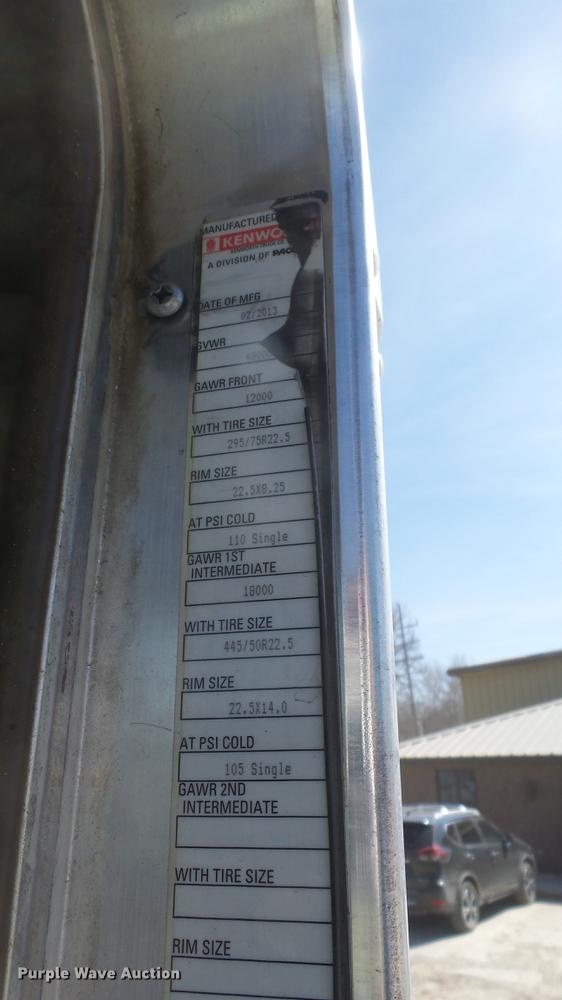 MANUFACTURED
KENWO
KENWORTH TRUCK CO.
A DIVISION OF PAC
DATE OF MFG
02/2013
GVWR
GAWR FRONT
12000
WITH TIRE SIZE
295/75R22.5
RIM SIZE
22.5X8.25
AT PSI COLD
110 Single
GAWR 1ST
INTERMEDIATE
18000
WITH TIRE SIZE
445/50R22.5
RIM SIZE
22.5X14.0
AT PSI COLD
105 Single
GAWR 2ND
INTERMEDIATE
WITH TIRE SIZE
RIM SIZE
Purple Wave Auction